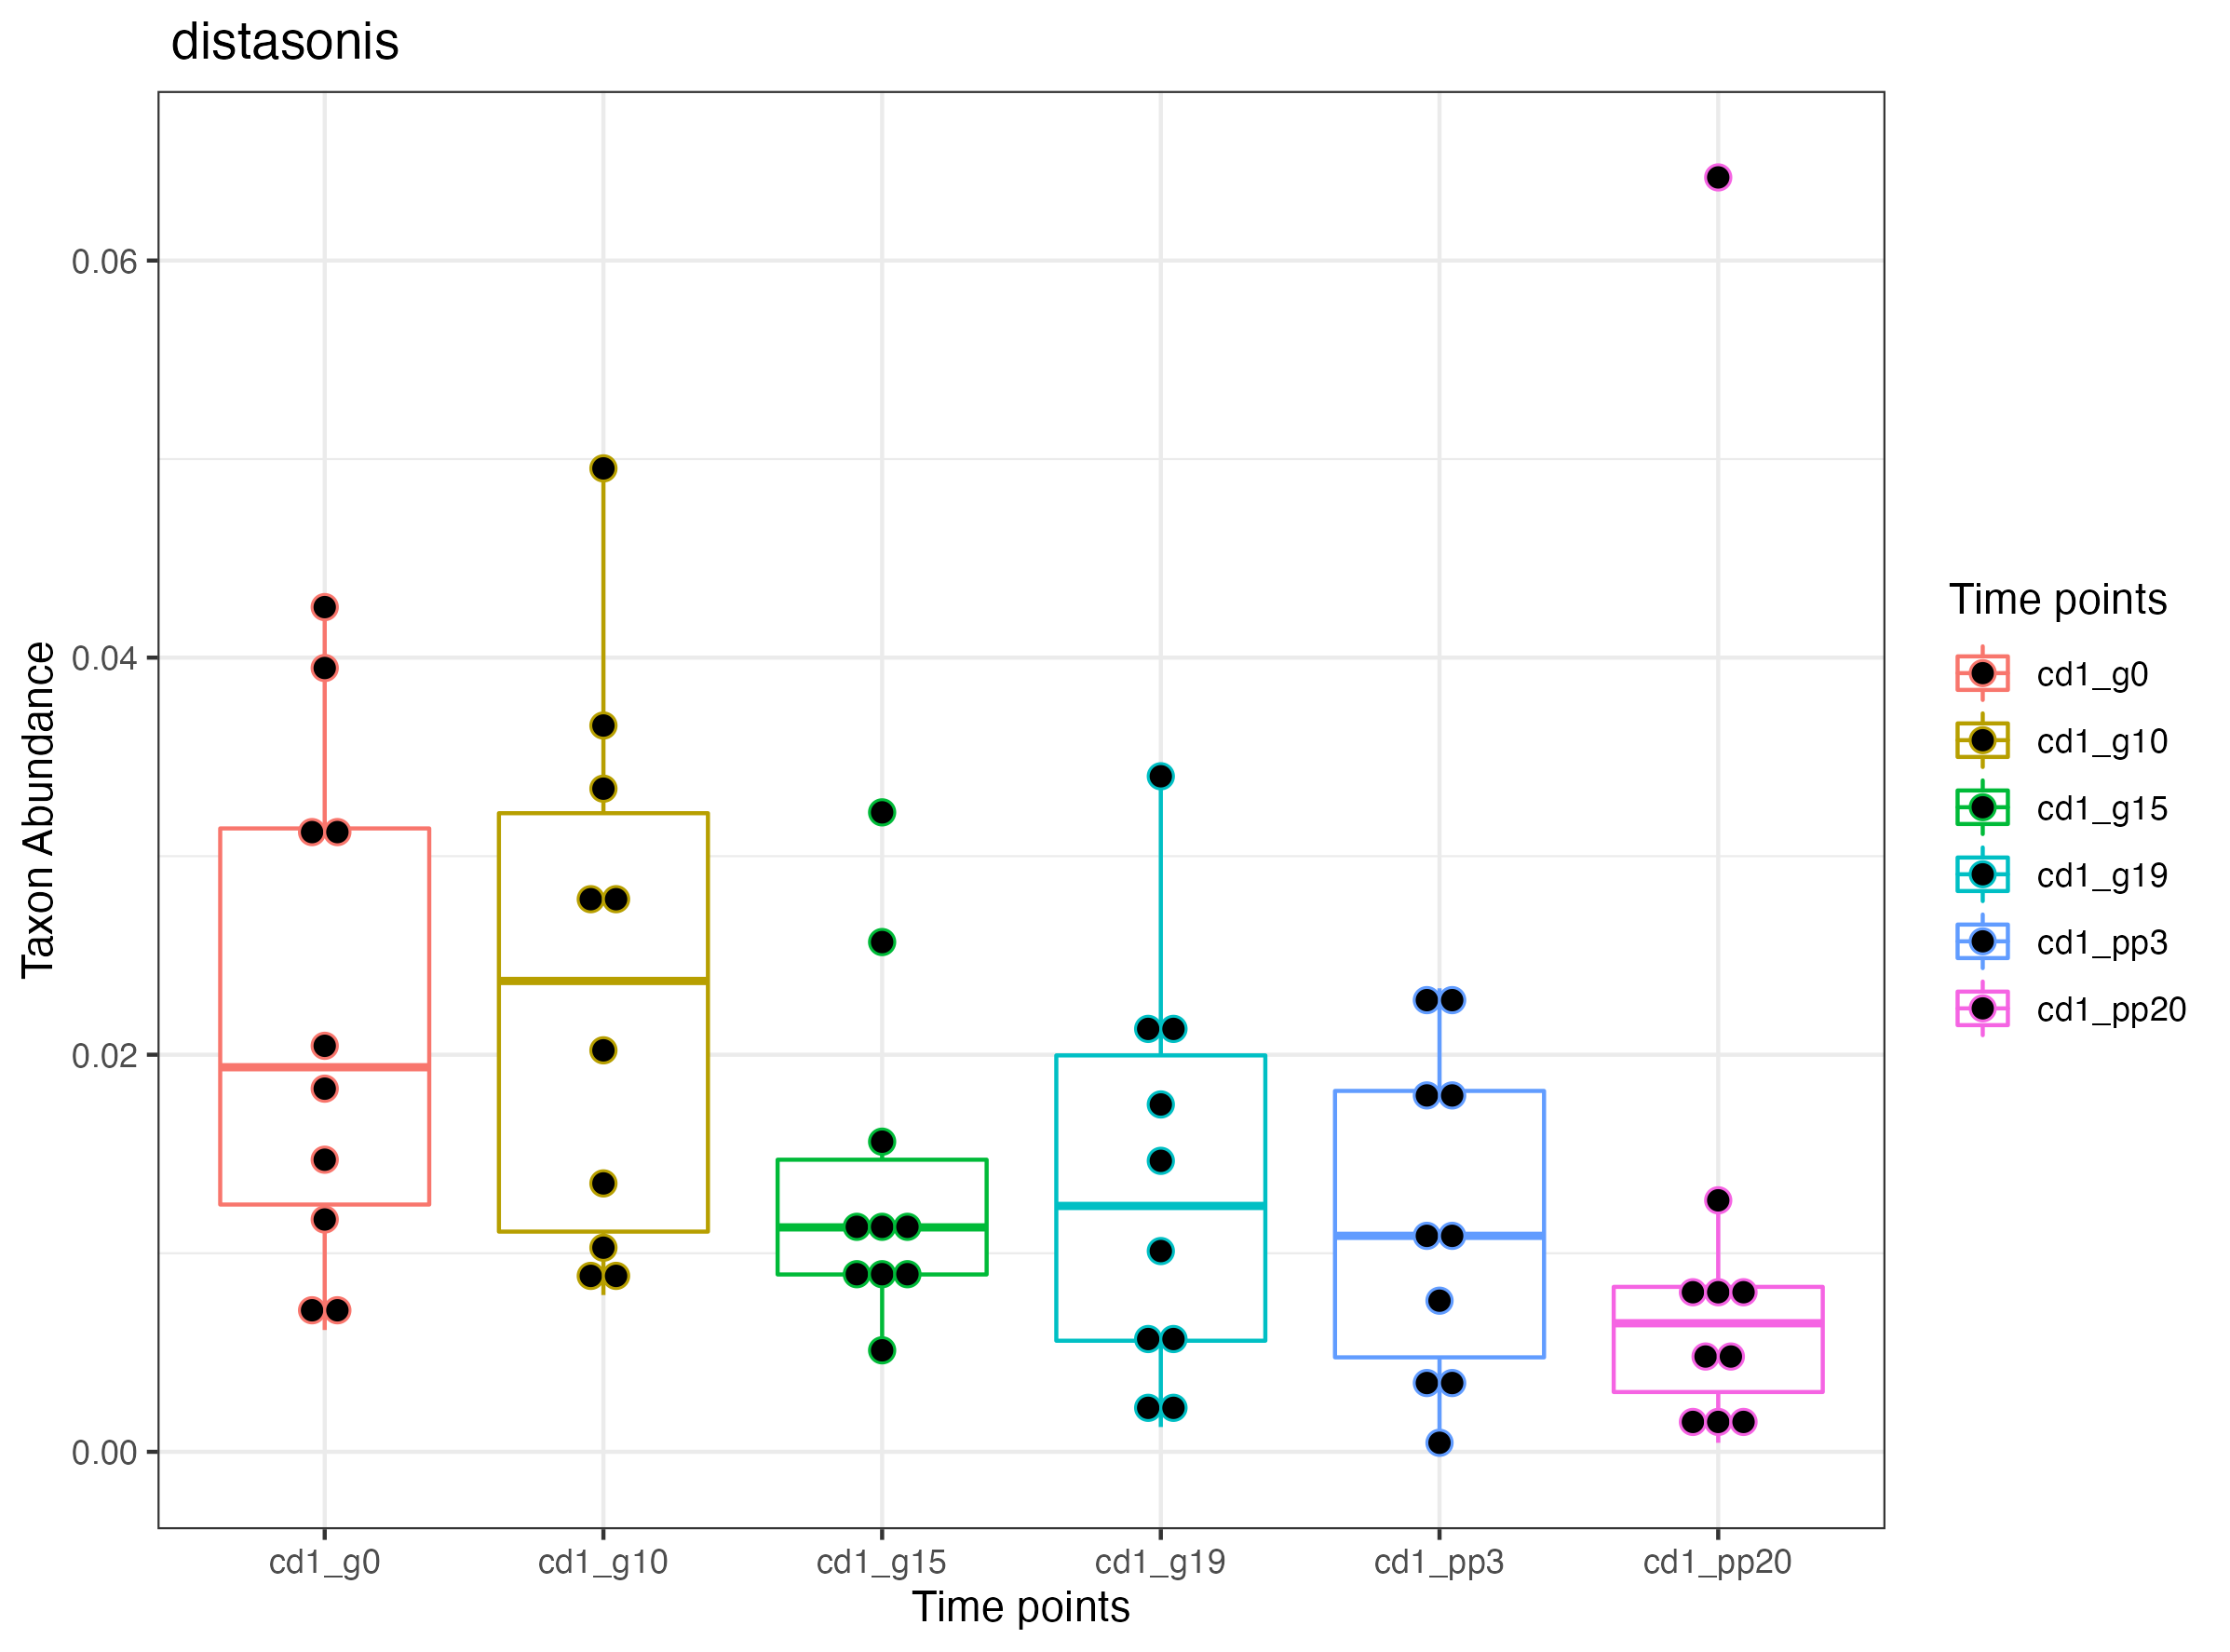 distasonis
Taxon Abundance
0.06
0.04
0.02
0.00
cd1_g0 cd1_g10 cd1_g15 cd1_g19 cd1_pp3 cd1_pp20
Time points
Time points
cd1_g0
cd1_g10
cd1_g15
cd1_g19
cd1_pp3
cd1_pp20